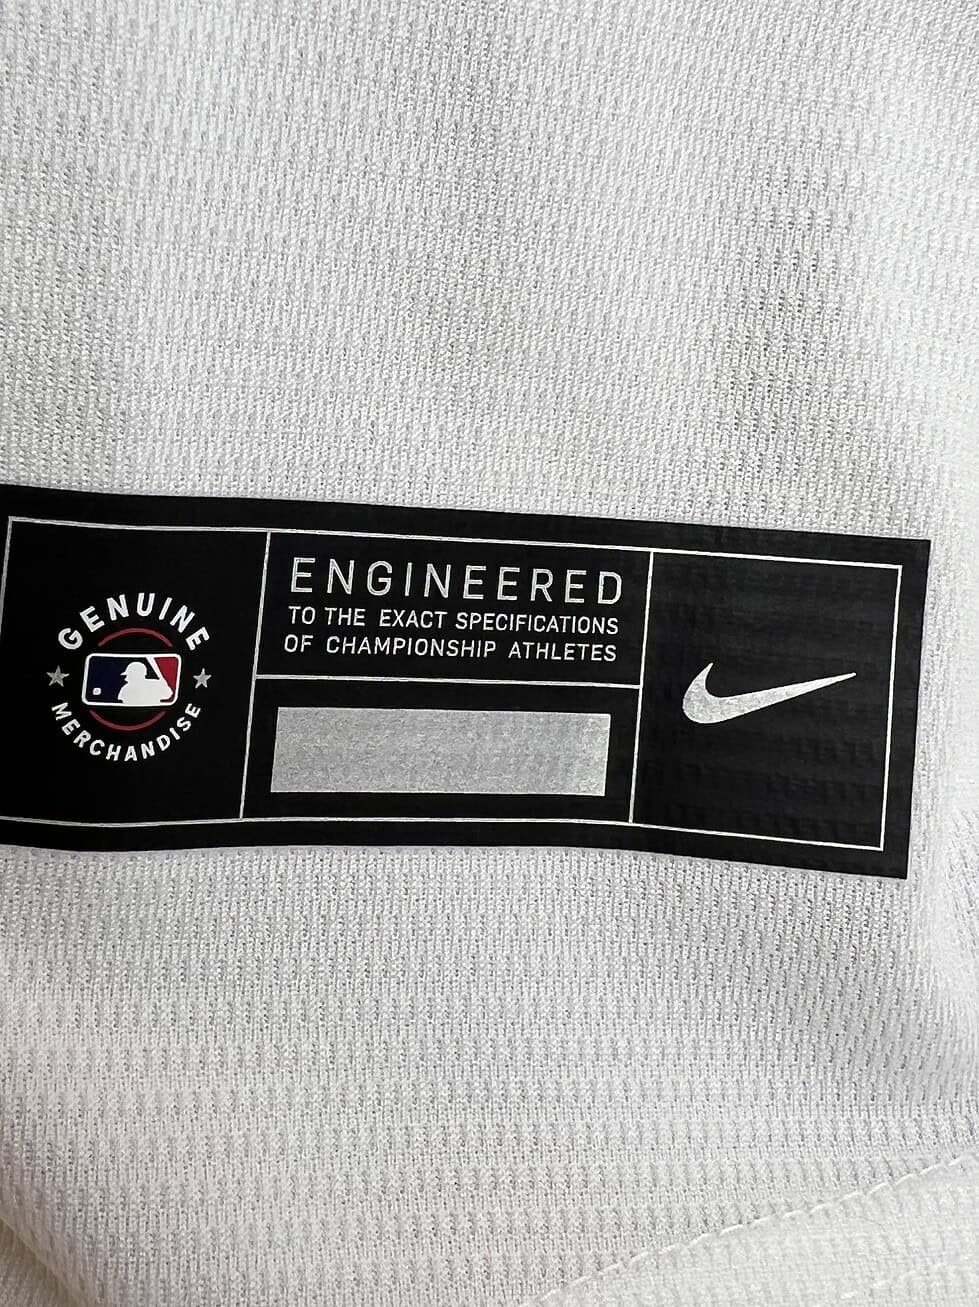 GENUINE
MERCHANDISE
ENGINEERED
TO THE EXACT SPECIFICATIONS
OF CHAMPIONSHIP ATHLETES